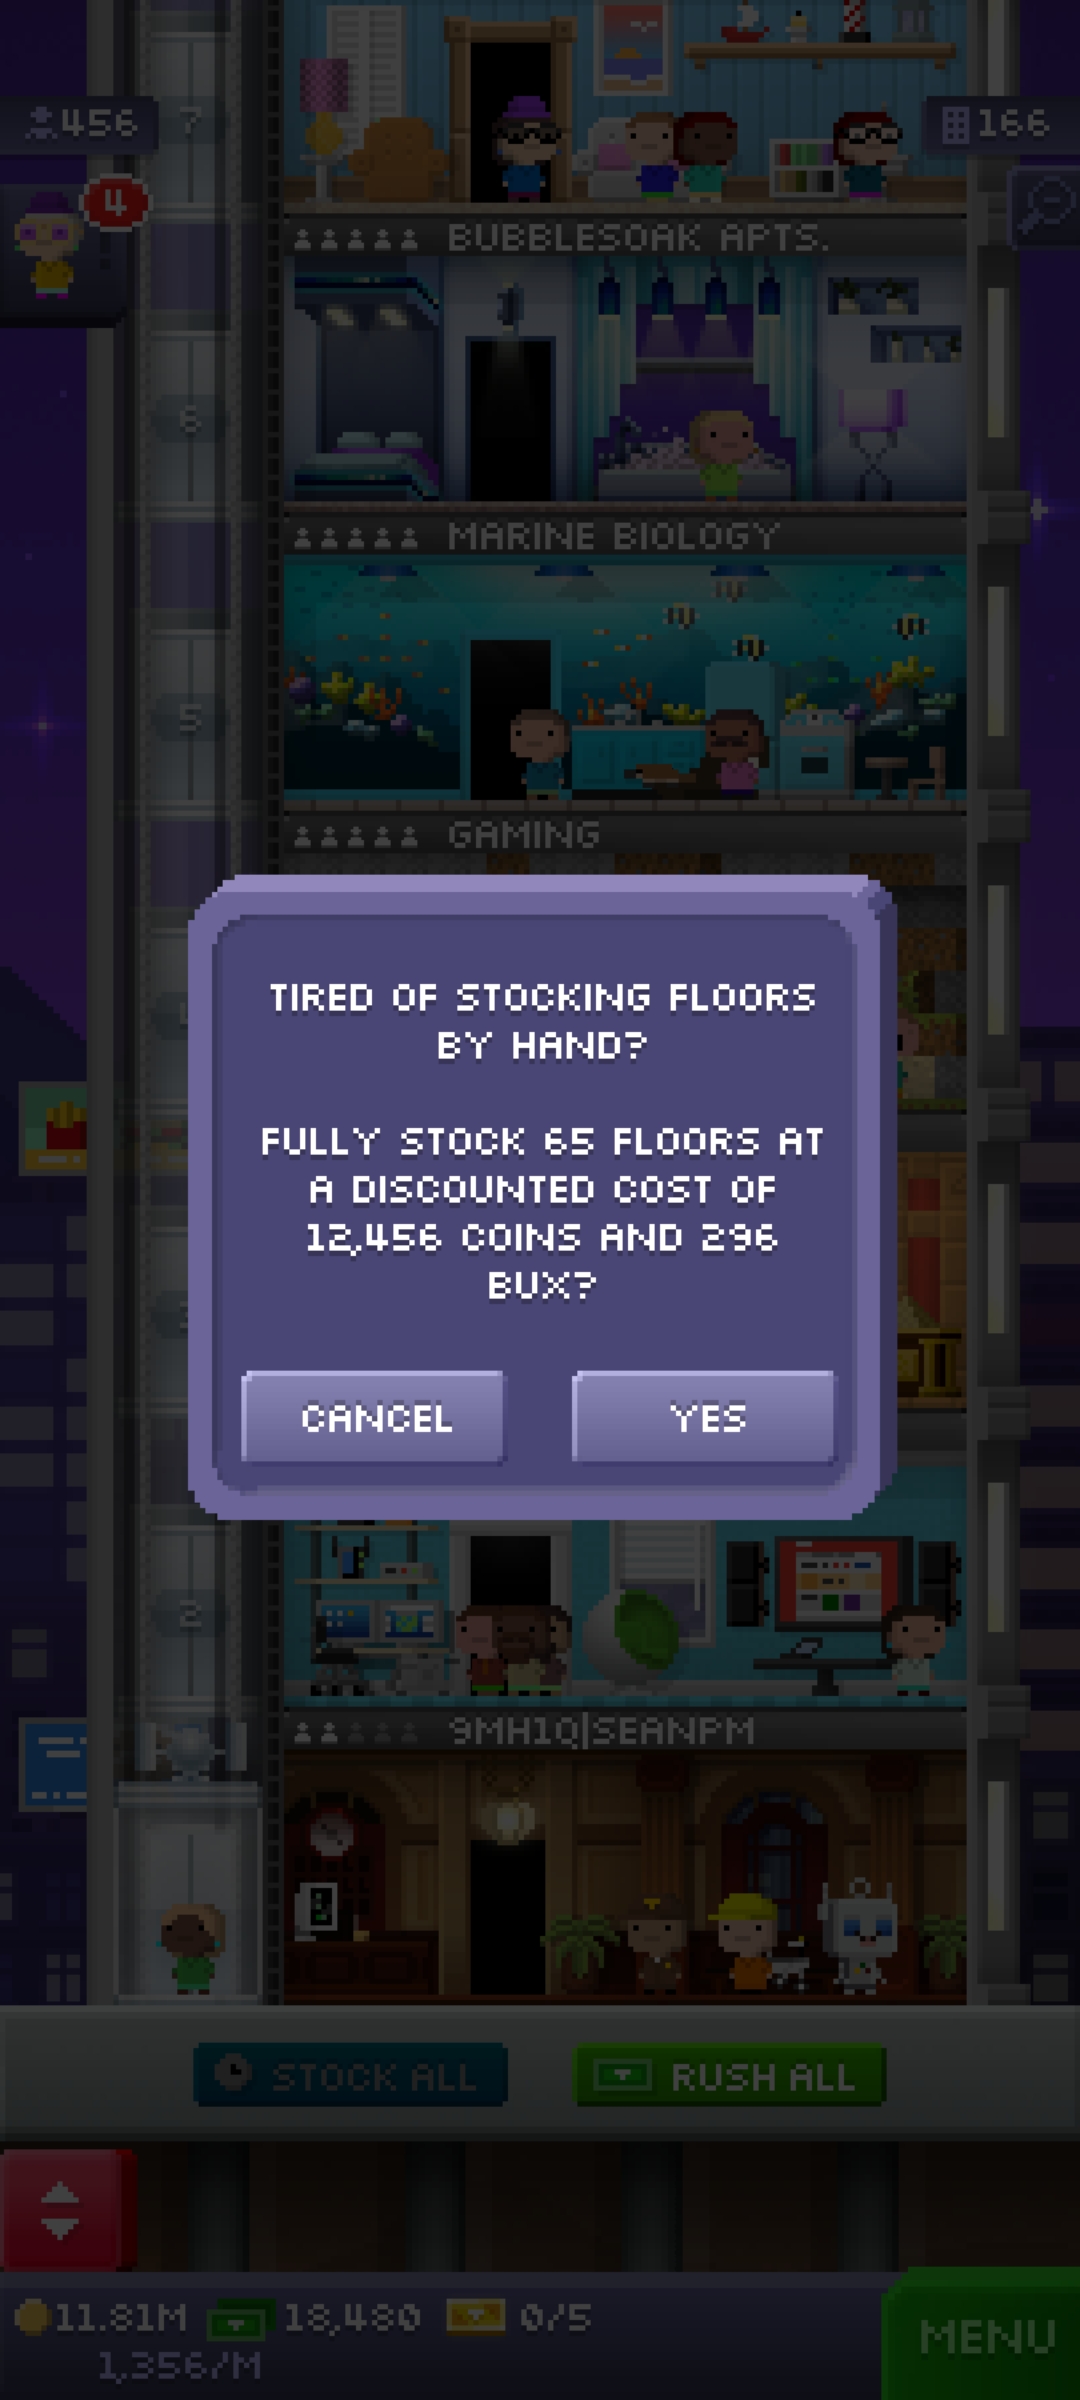 7
456
166
4
BUBBLESOAK APTS.
6
MARINE BIOLOGY
5
GAMING
TIRED OF STOCKING FLOORS
BY HAND?
FULLY STOCK 65 FLOORS AT
A DISCOUNTED COST OF
12,456 COINS AND 296
BUX?
CANCEL
YES
2
9MH1Q|SEANPM
STOCK ALL
RUSH ALL
11.81M
18,480
0/5
1,356/M
MENU